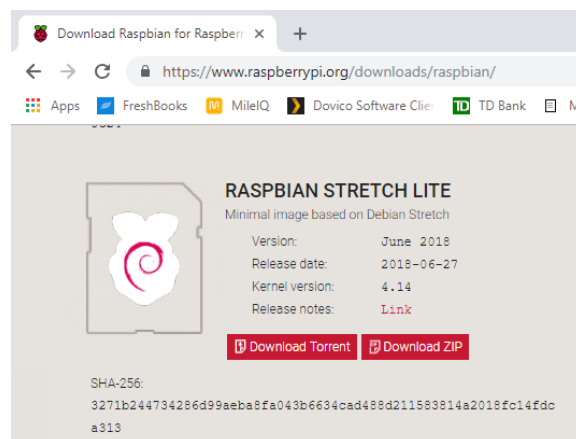 Download Raspbian for Raspberr
https://www.raspberrypi.org/downloads/raspbian/
Apps FreshBooks MileIQ Dovico Software Clie TD TD Bank M
RASPBIAN STRETCH LITE
Minimal image based on Debian Stretch
Version: June 2018
Release date: 2018-06-27
Kernel version: 4.14
Release notes: Link
Download Torrent Download ZIP
SHA-256:
3271b244734286d99aeba8fa043b6634cad488d211583814a2018fc14fdc
a313